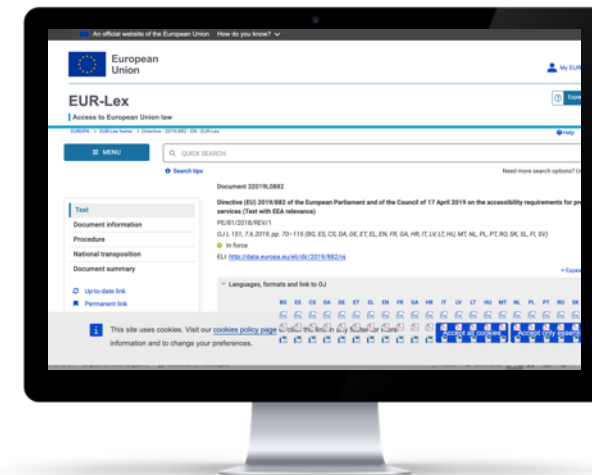 An official website of the European Union How do you know?
European
Union
My EUR
EUR-Lex
Access to European Union law
EUROPA > EUR-Lex home > Directive - 2019/882 - EN - EUR-Lex
Help
MENU
QUICK SEARCH
Search tips
Need more search options? U
Document 32019L0882
Text
Document information
Procedure
National transposition
Document summary
Up-to-date link
Permanent link
Directive (EU) 2019/882 of the European Parliament and of the Council of 17 April 2019 on the accessibility requirements for pr
services (Text with EEA relevance)
PE/81/2018/REV/1
OJ L 151, 7.6.2019, pp. 70–115 (BG, ES, CS, DA, DE, ET, EL, EN, FR, GA, HR, IT, LV, LT, HU, MT, NL, PL, PT, RO, SK, SL, FI, SV)
In force
ELI: http://data.europa.eu/eli/dir/2019/882/oj
Languages, formats and link to OJ
BG ES CS DA DE ET EL EN FR GA HR IT LV LT HU MT NL PL PT RO SK
This site uses cookies. Visit our cookies policy page
information and to change your preferences.
Accept all cookies
Accept only essen